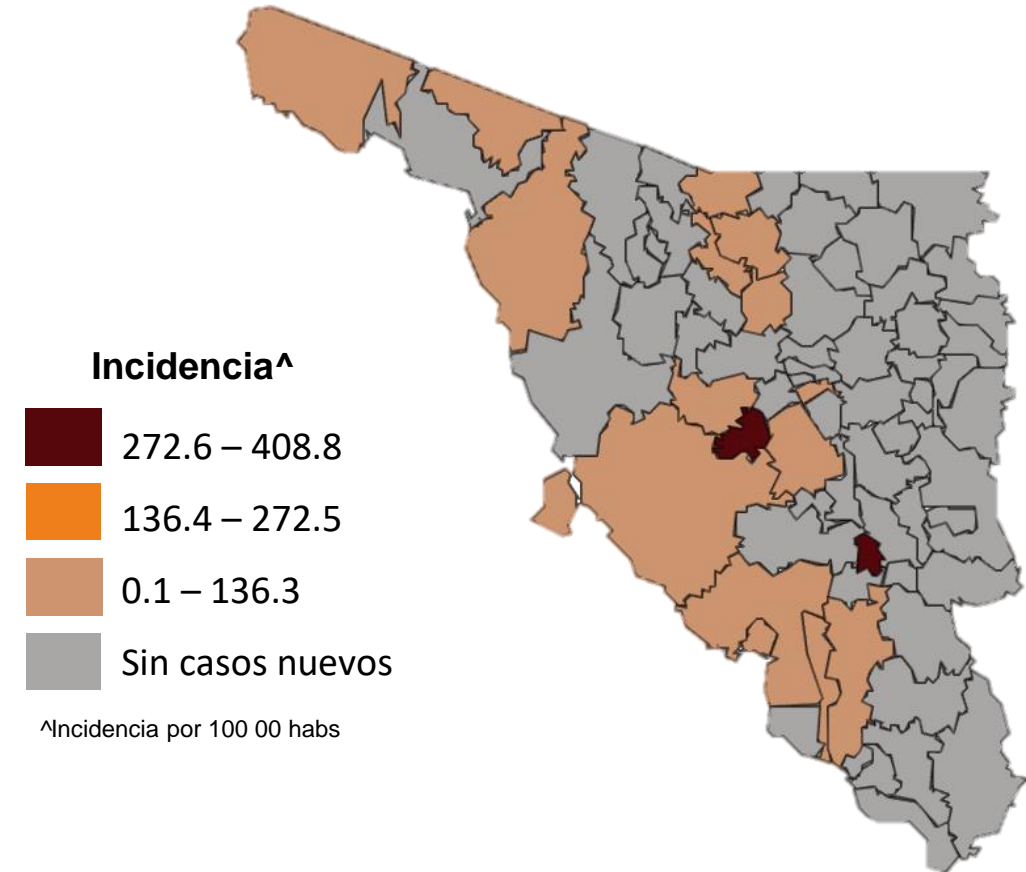 Incidencia^
272.6 – 408.8
136.4 – 272.5
0.1 – 136.3
Sin casos nuevos
^Incidencia por 100 00 habs